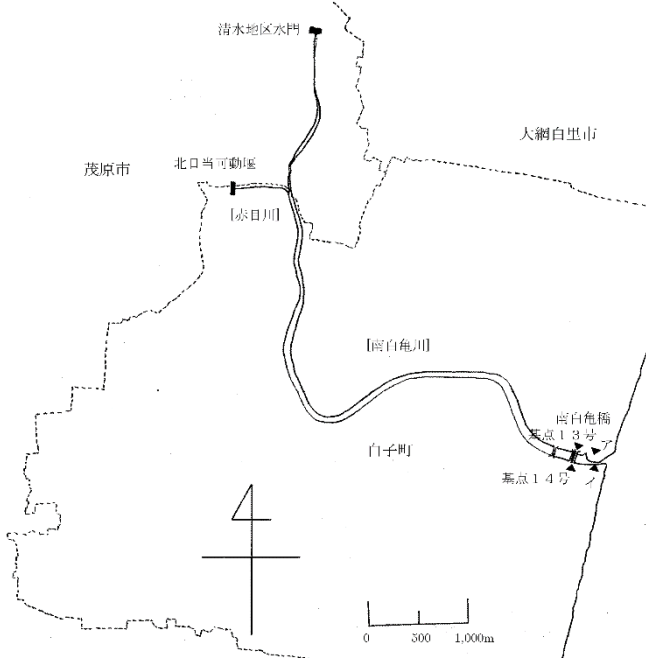 清水地区水門
大網白里市
茂原市
北日当可動堰
[赤目川]
[南白亀川]
南白亀橋
基点13号
ア
白子町
基点14号
イ
0 500 1,000m